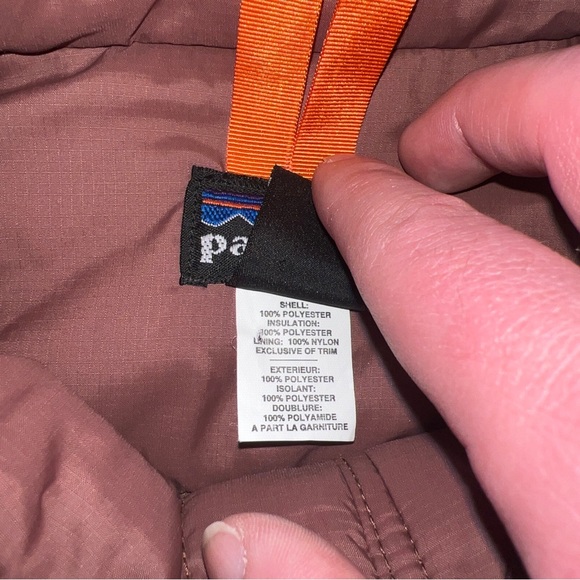 pa
SHELL:
100% POLYESTER
INSULATION:
100% POLYESTER
LINING: 100% NYLON
EXCLUSIVE OF TRIM
EXTERIEUR:
100% POLYESTER
ISOLANT:
100% POLYESTER
DOUBLURE:
100% POLYAMIDE
A PART LA GARNITURE